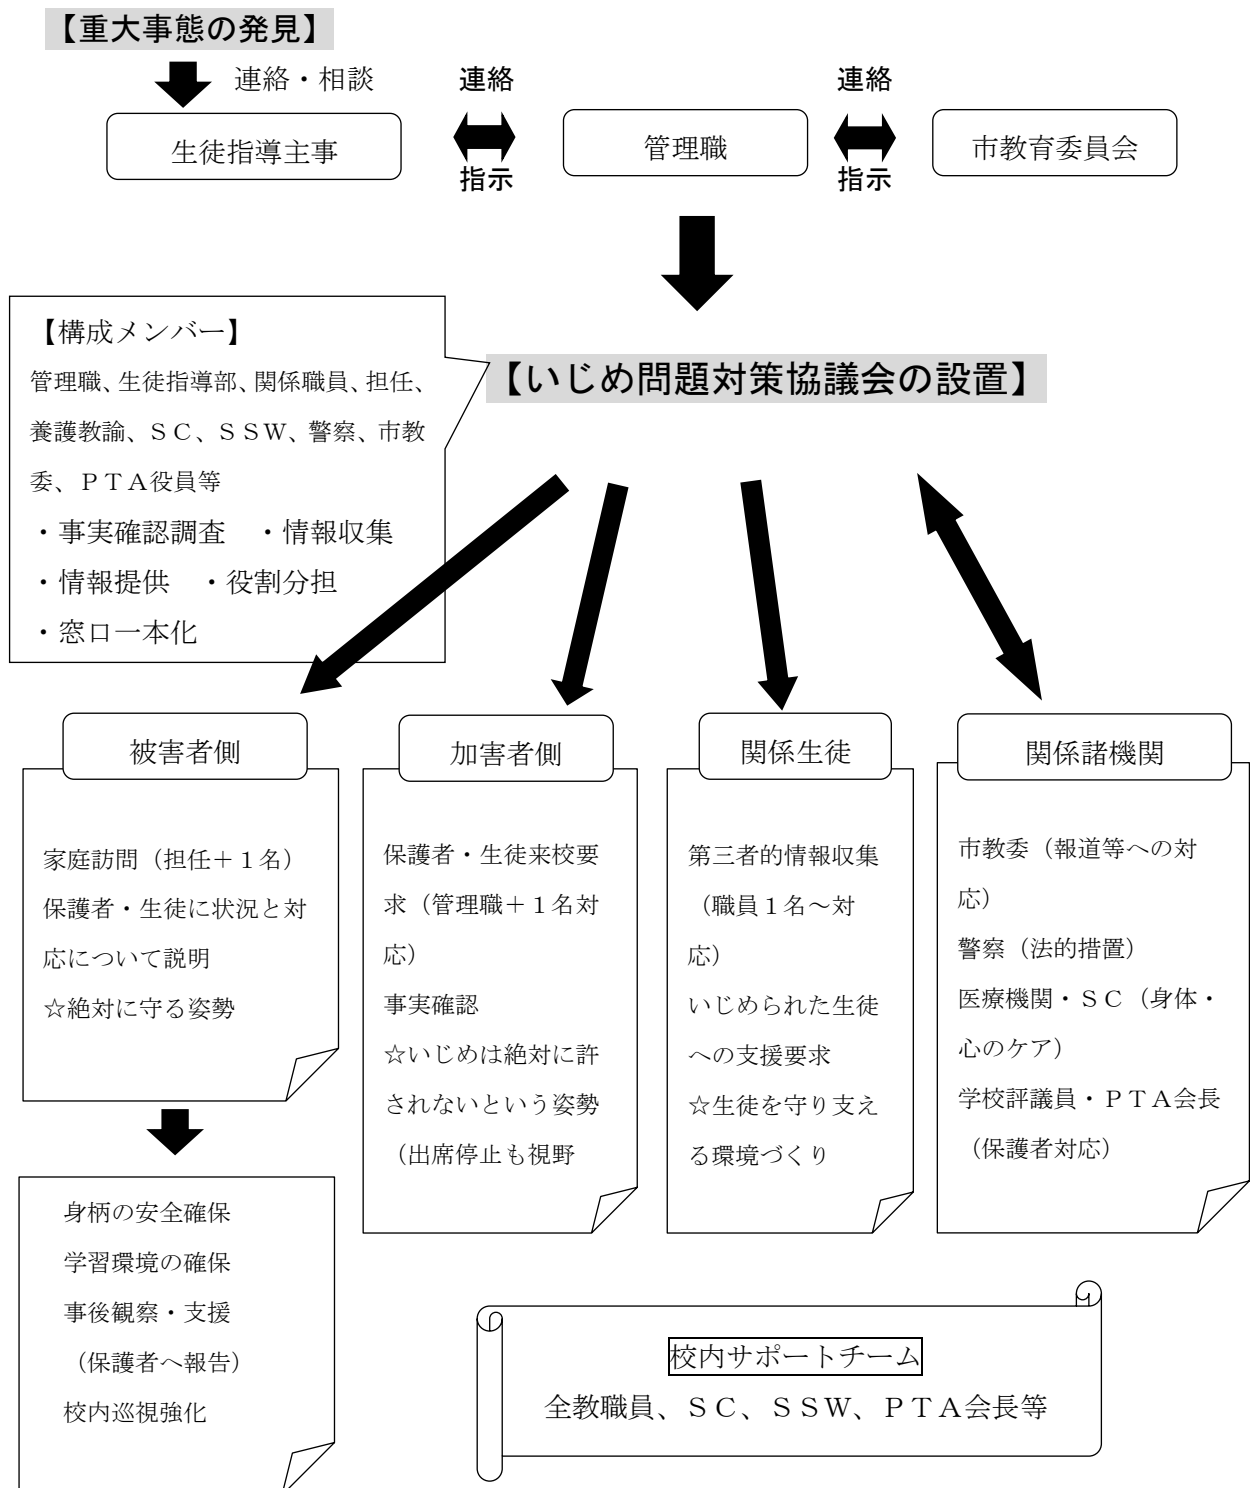 【重大事態の発見】
連絡・相談
連絡
連絡
生徒指導主事
管理職
市教育委員会
指示
指示
【構成メンバー】
管理職、生徒指導部、関係職員、担任、
養護教諭、ＳＣ、ＳＳＷ、警察、市教
委、ＰＴＡ役員等
・事実確認調査　・情報収集
・情報提供　・役割分担
・窓口一本化
【いじめ問題対策協議会の設置】
被害者側
家庭訪問（担任＋１名）
保護者・生徒に状況と対
応について説明
☆絶対に守る姿勢
身柄の安全確保
学習環境の確保
事後観察・支援
（保護者へ報告）
校内巡視強化
加害者側
保護者・生徒来校要
求（管理職＋１名対
応）
事実確認
☆いじめは絶対に許
されないという姿勢
（出席停止も視野
関係生徒
第三者的情報収集
（職員１名～対
応）
いじめられた生徒
への支援要求
☆生徒を守り支え
る環境づくり
関係諸機関
市教委（報道等への対
応）
警察（法的措置）
医療機関・ＳＣ（身体・
心のケア）
学校評議員・ＰＴＡ会長
（保護者対応）
校内サポートチーム
全教職員、ＳＣ、ＳＳＷ、ＰＴＡ会長等